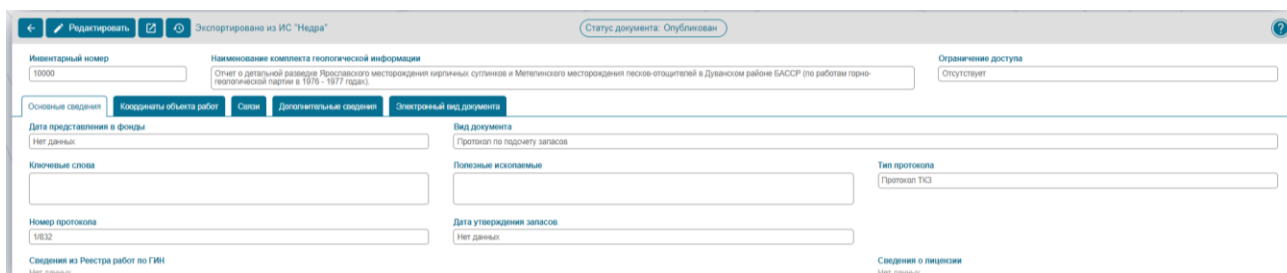 Редактировать Экспортировано из ИС "Недра" Статус документа: Опубликован ?
Инвентарный номер Наименование комплекта геологической информации Ограничение доступа
10000 Отчет о детальной разведке Ярославского месторождения кирпичных суглинков и Метелинского месторождения песков-отощителей в Дуванском районе БАССР (по работам горно- Отсутствует
геологической партии в 1976 - 1977 годах).
Основные сведения Координаты объекта работ Связи Дополнительные сведения Электронный вид документа
Дата представления в фонды Вид документа
Нет данных Протокол по подсчету запасов
Ключевые слова Полезные ископаемые Тип протокола
Протокол ТКЗ
Номер протокола Дата утверждения запасов
1/832 Нет данных
Сведения из Реестра работ по ГИН Сведения о лицензии
Нет данных Нет данных